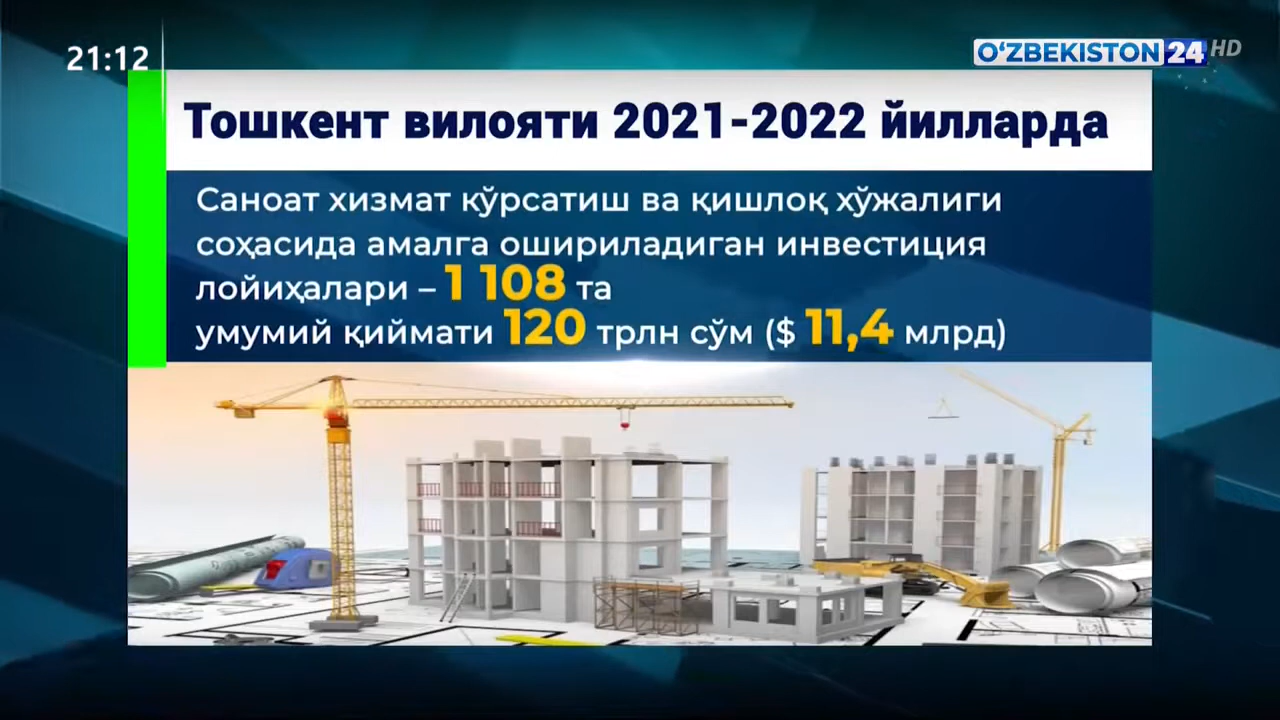 21:12
O‘ZBEKISTON 24 HD
Тошкент вилояти 2021-2022 йилларда
Саноат хизмат кўрсатиш ва қишлоқ хўжалиги
соҳасида амалга ошириладиган инвестиция
лойиҳалари – 1 108 та
умумий қиймати 120 трлн сўм ($ 11,4 млрд)